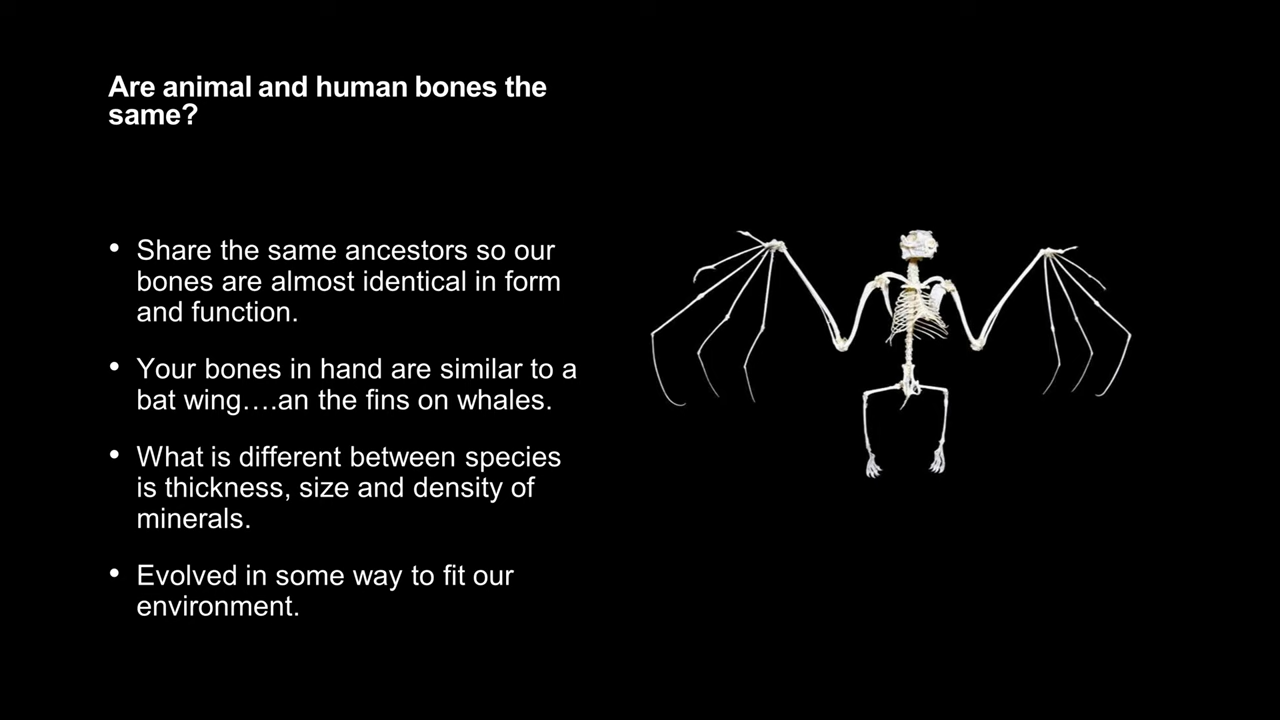 Are animal and human bones the
same?
• Share the same ancestors so our
bones are almost identical in form
and function.
• Your bones in hand are similar to a
bat wing….an the fins on whales.
• What is different between species
is thickness, size and density of
minerals.
• Evolved in some way to fit our
environment.